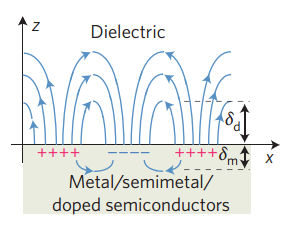 z
Dielectric
δd
++++ ---- ++++ δm
x
Metal/semimetal/
doped semiconductors